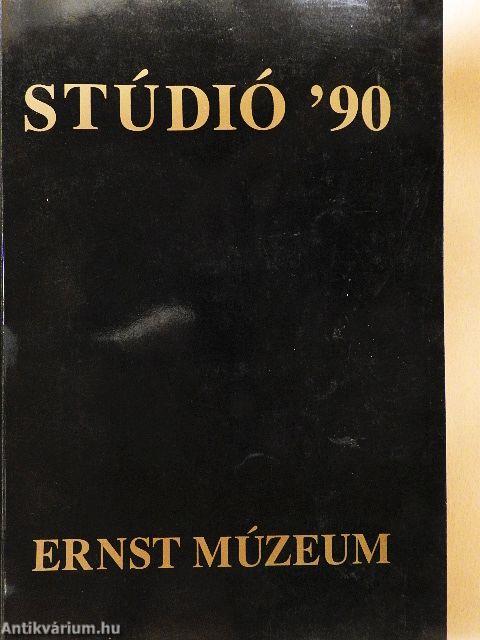 STÚDIÓ ’90
ERNST MÚZEUM
Antikvárium.hu